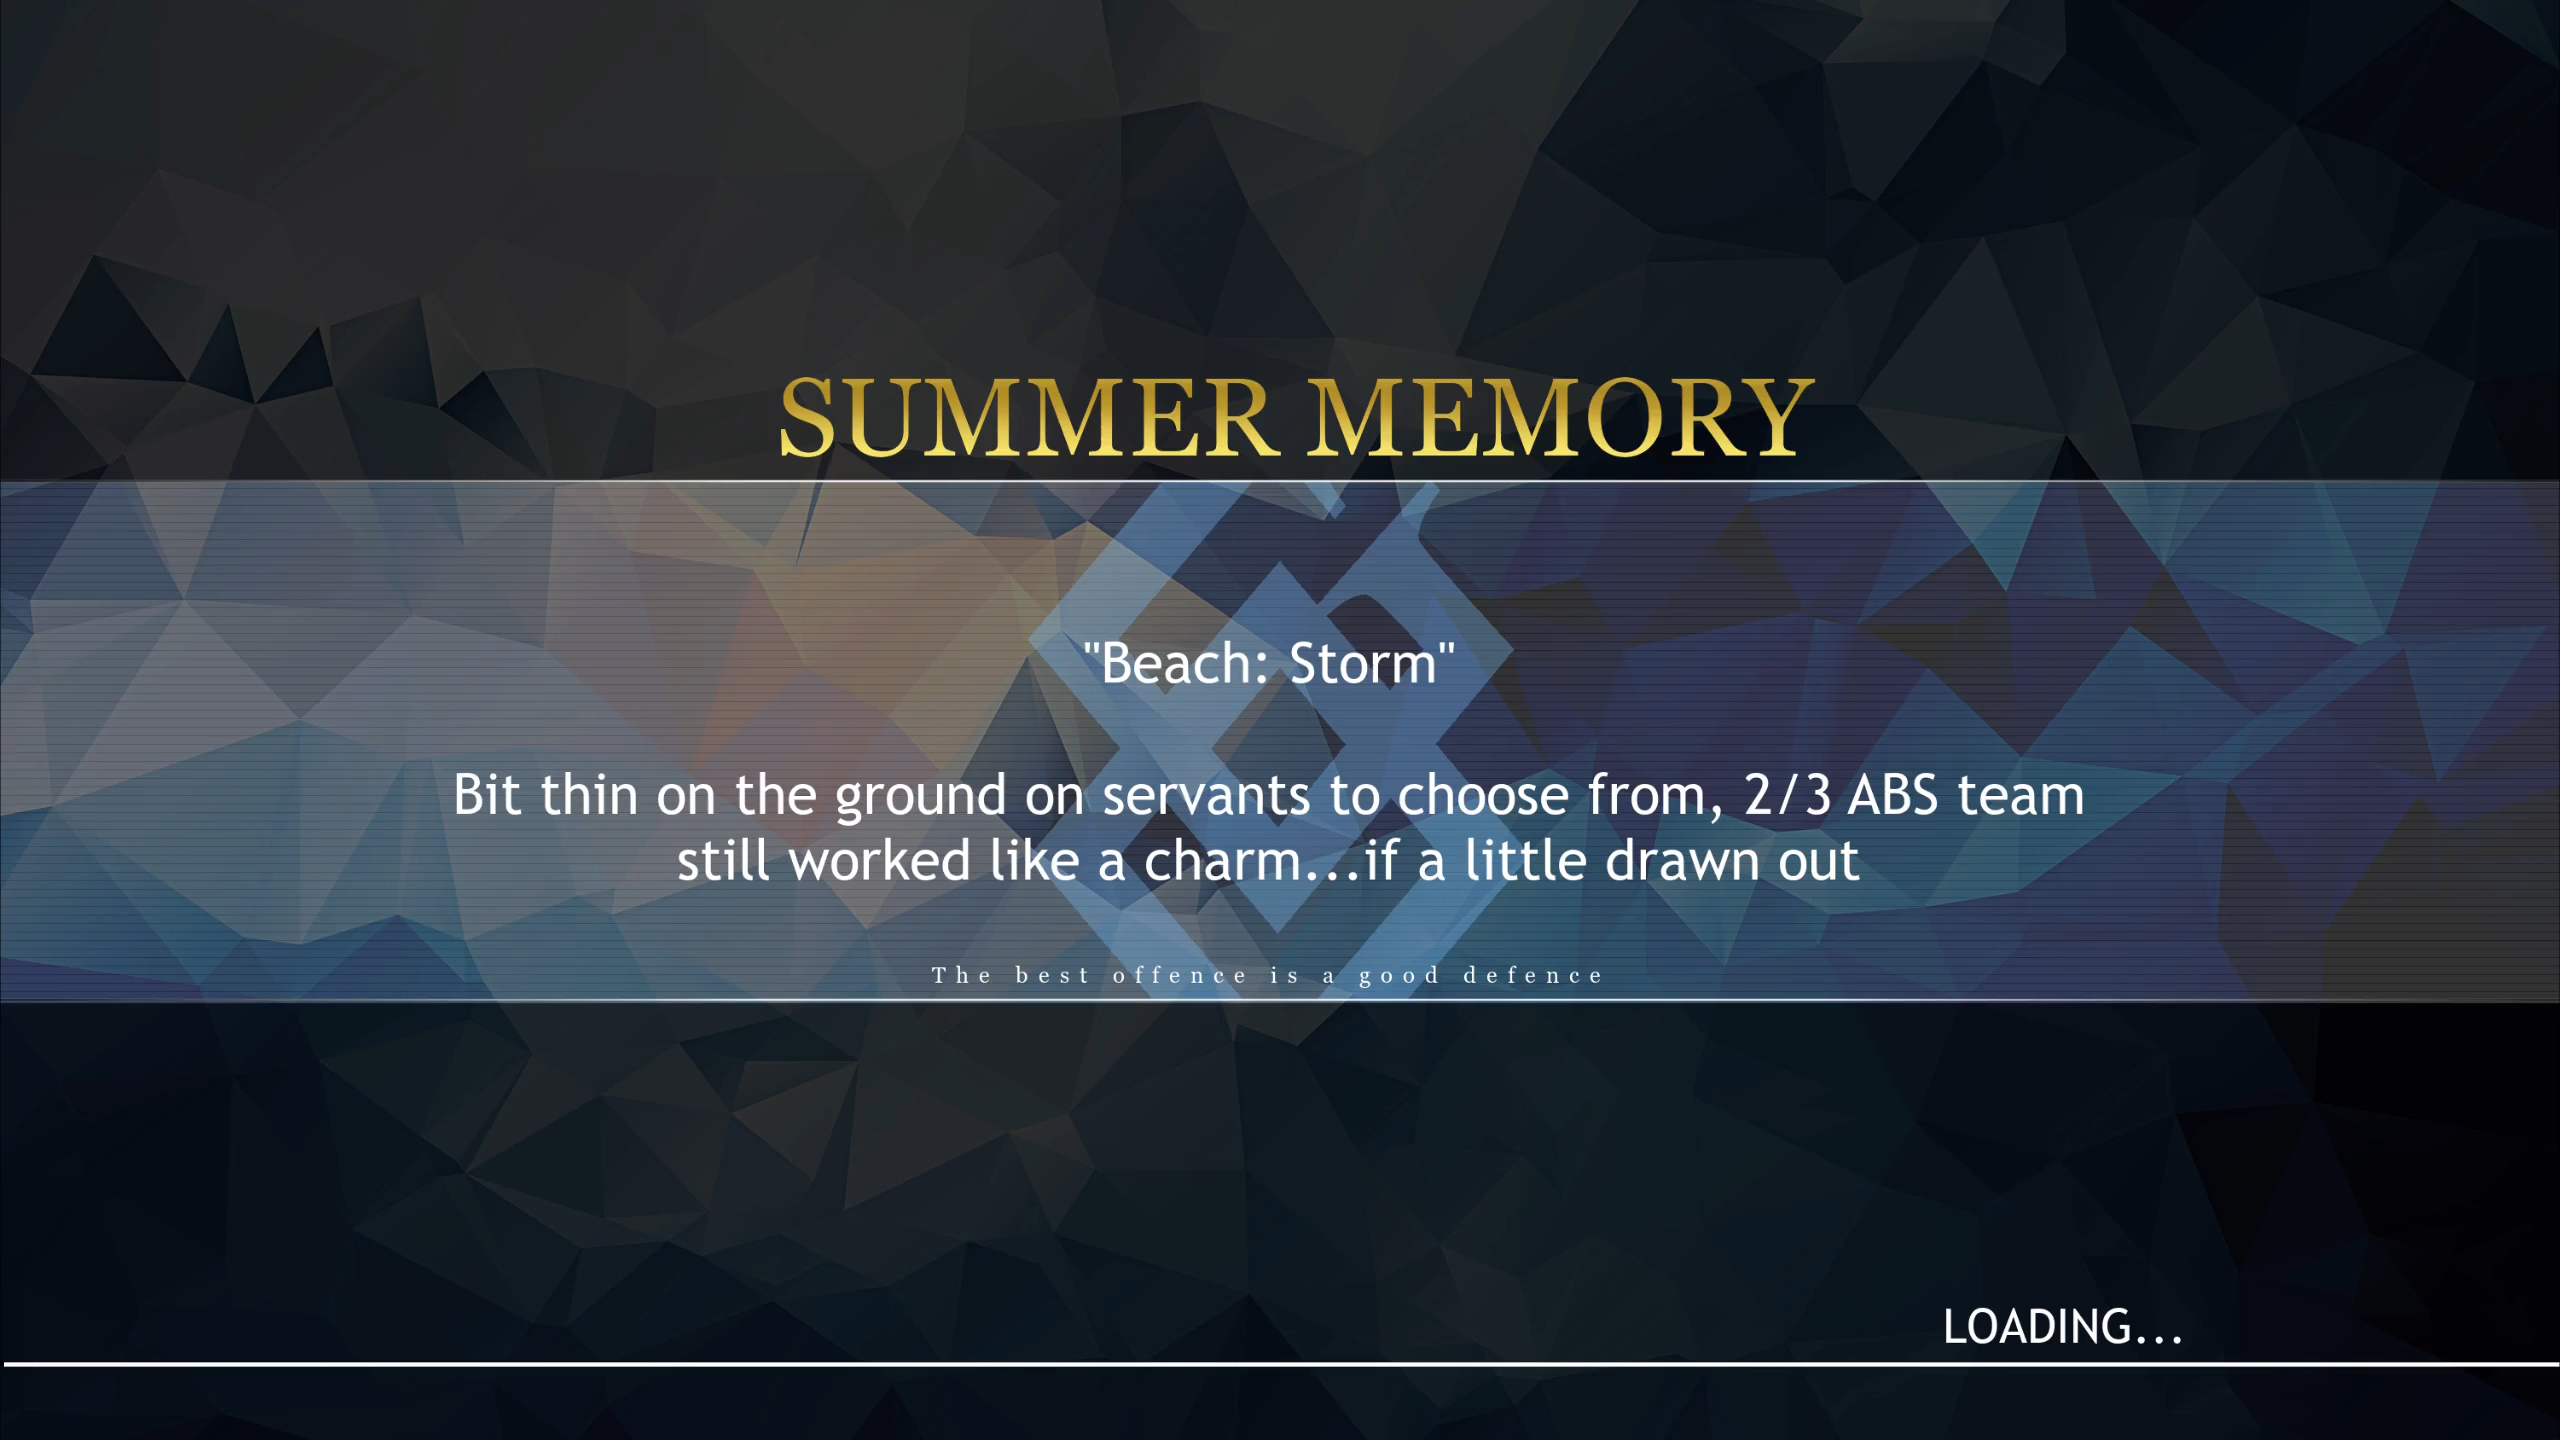 SUMMER MEMORY
"Beach: Storm"
Bit thin on the ground on servants to choose from, 2/3 ABS team
still worked like a charm...if a little drawn out
The best offence is a good defence
LOADING...